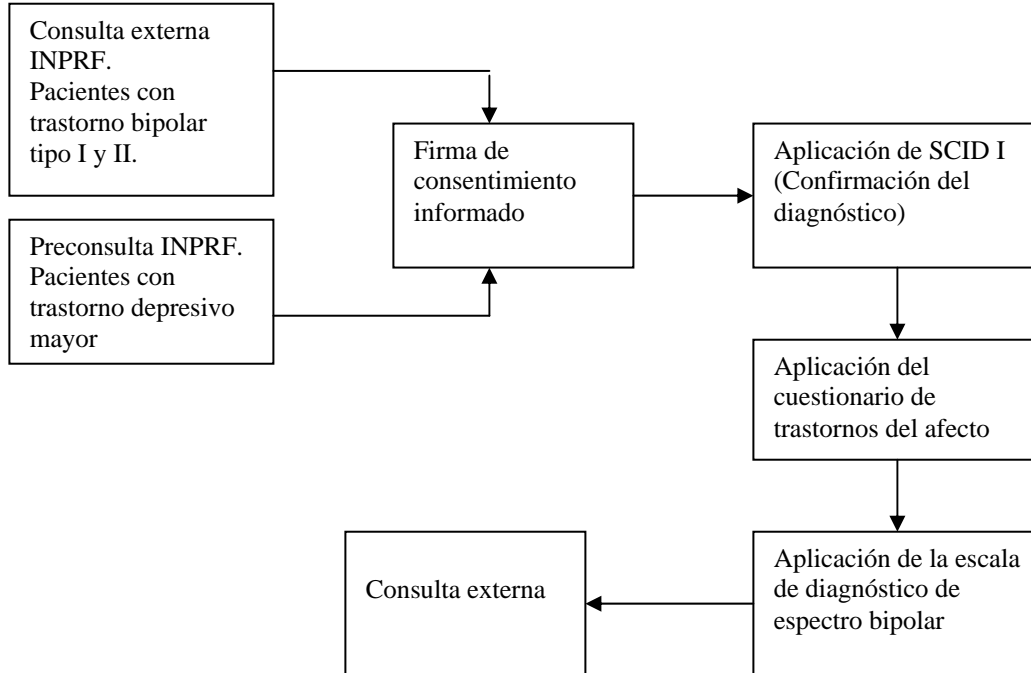 Consulta externa
INPRF.
Pacientes con
trastorno bipolar
tipo I y II.
Preconsulta INPRF.
Pacientes con
trastorno depresivo
mayor
Firma de
consentimiento
informado
Aplicación de SCID I
(Confirmación del
diagnóstico)
Aplicación del
cuestionario de
trastornos del afecto
Aplicación de la escala
de diagnóstico de
espectro bipolar
Consulta externa